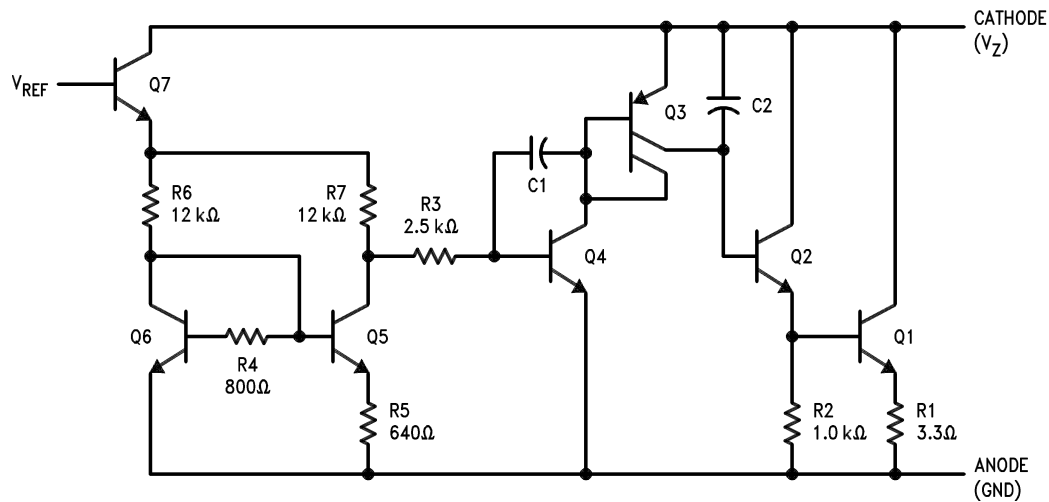 CATHODE
(VZ)
VREF
Q7
Q3
C2
C1
R6
12 kΩ
R7
12 kΩ
R3
2.5 kΩ
Q4
Q2
Q6
Q5
Q1
R4
800Ω
R5
640Ω
R2
1.0 kΩ
R1
3.3Ω
ANODE
(GND)